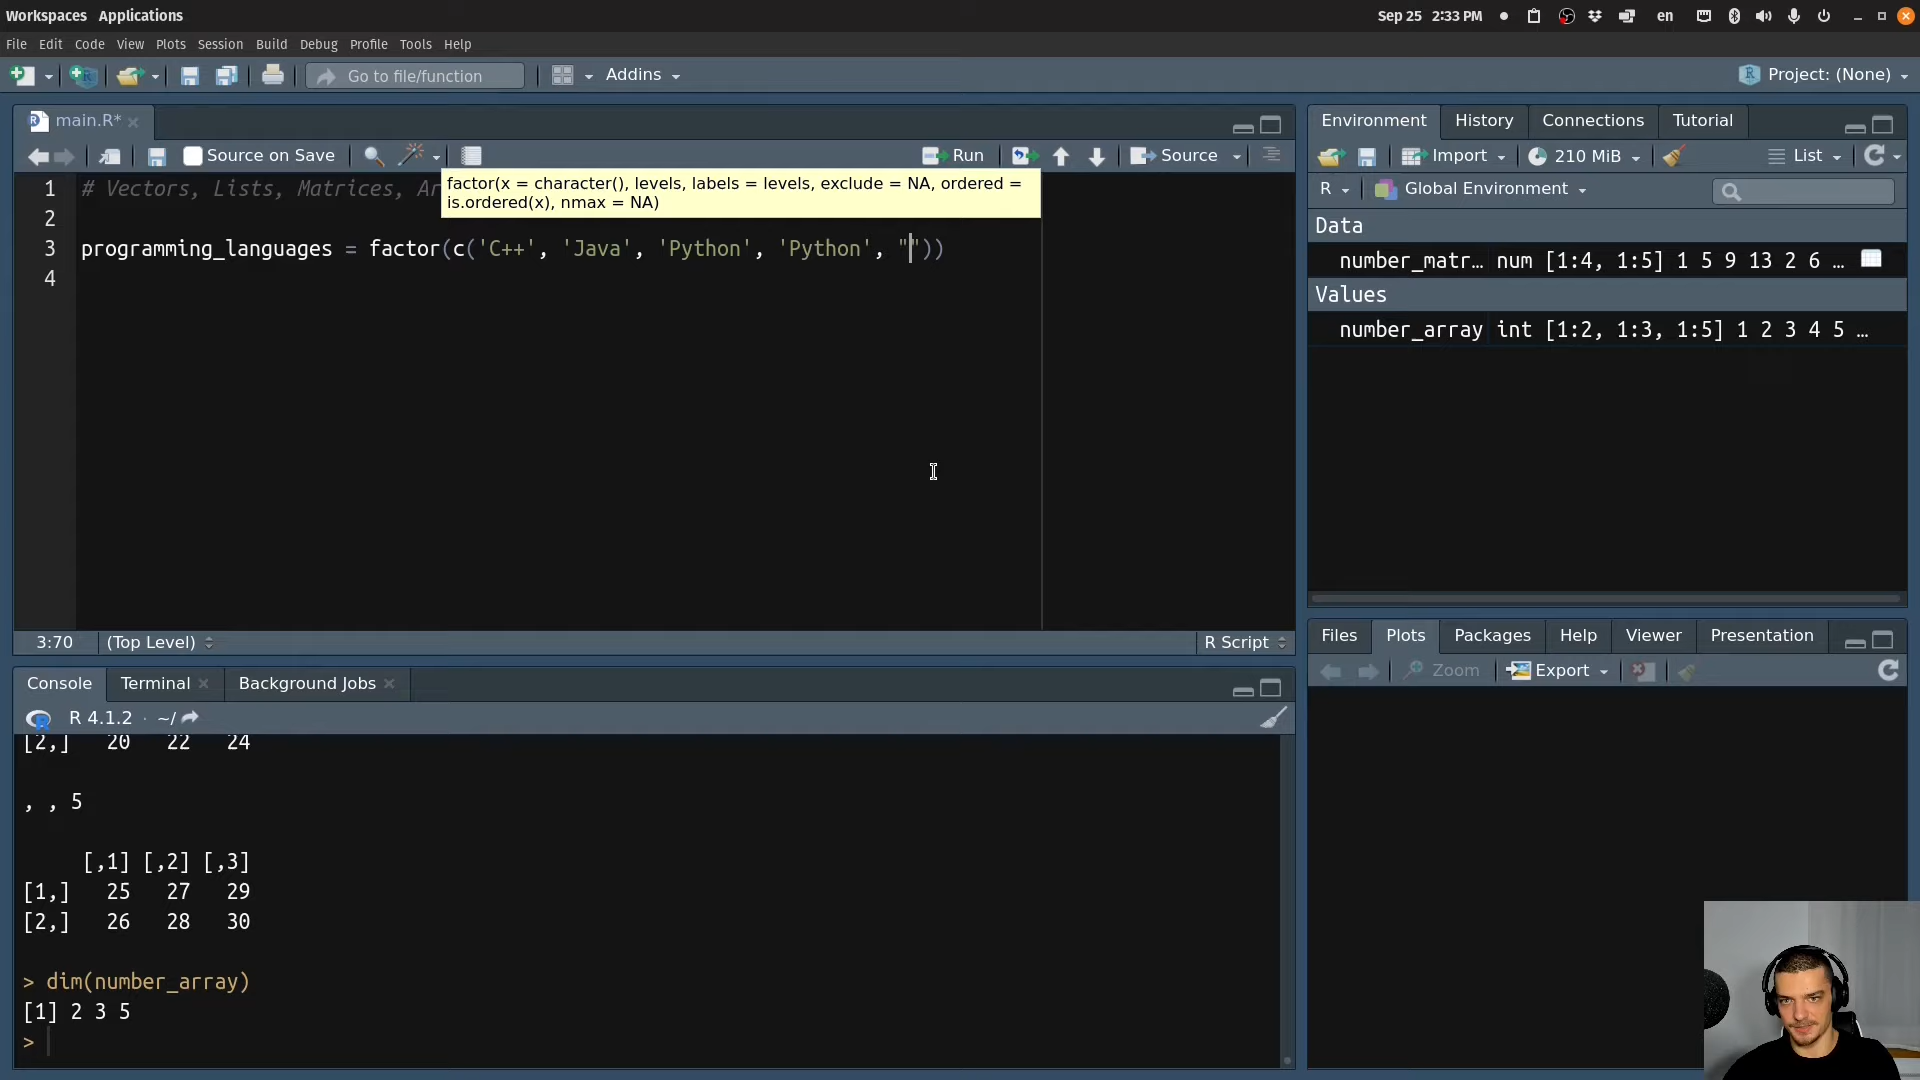 Workspaces Applications Sep 25 2:33 PM en
File Edit Code View Plots Session Build Debug Profile Tools Help
Go to file/function Addins Project: (None)
main.R*
Source on Save Run Source
factor(x = character(), levels, labels = levels, exclude = NA, ordered =
is.ordered(x), nmax = NA)
1 # Vectors, Lists, Matrices, Ar
2
3 programming_languages = factor(c('C++', 'Java', 'Python', 'Python', ''))
4
3:70 (Top Level) R Script
Console Terminal Background Jobs
R 4.1.2 · ~/
[2,] 20 22 24
, , 5
[,1] [,2] [,3]
[1,] 25 27 29
[2,] 26 28 30
> dim(number_array)
[1] 2 3 5
>
Environment History Connections Tutorial
Import 210 MiB List
R Global Environment
Data
number_matr… num [1:4, 1:5] 1 5 9 13 2 6 …
Values
number_array int [1:2, 1:3, 1:5] 1 2 3 4 5 …
Files Plots Packages Help Viewer Presentation
Zoom Export